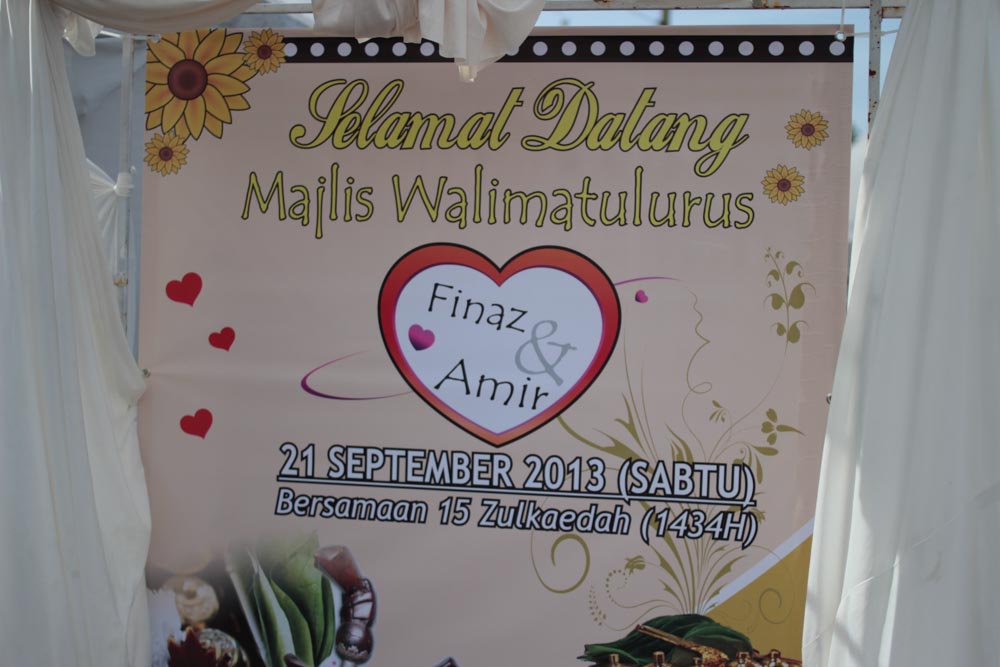 Selamat Datang
Majlis Walimatulurus
Finaz
&
Amir
21 SEPTEMBER 2013 (SABTU)
Bersamaan 15 Zulkaedah (1434H)